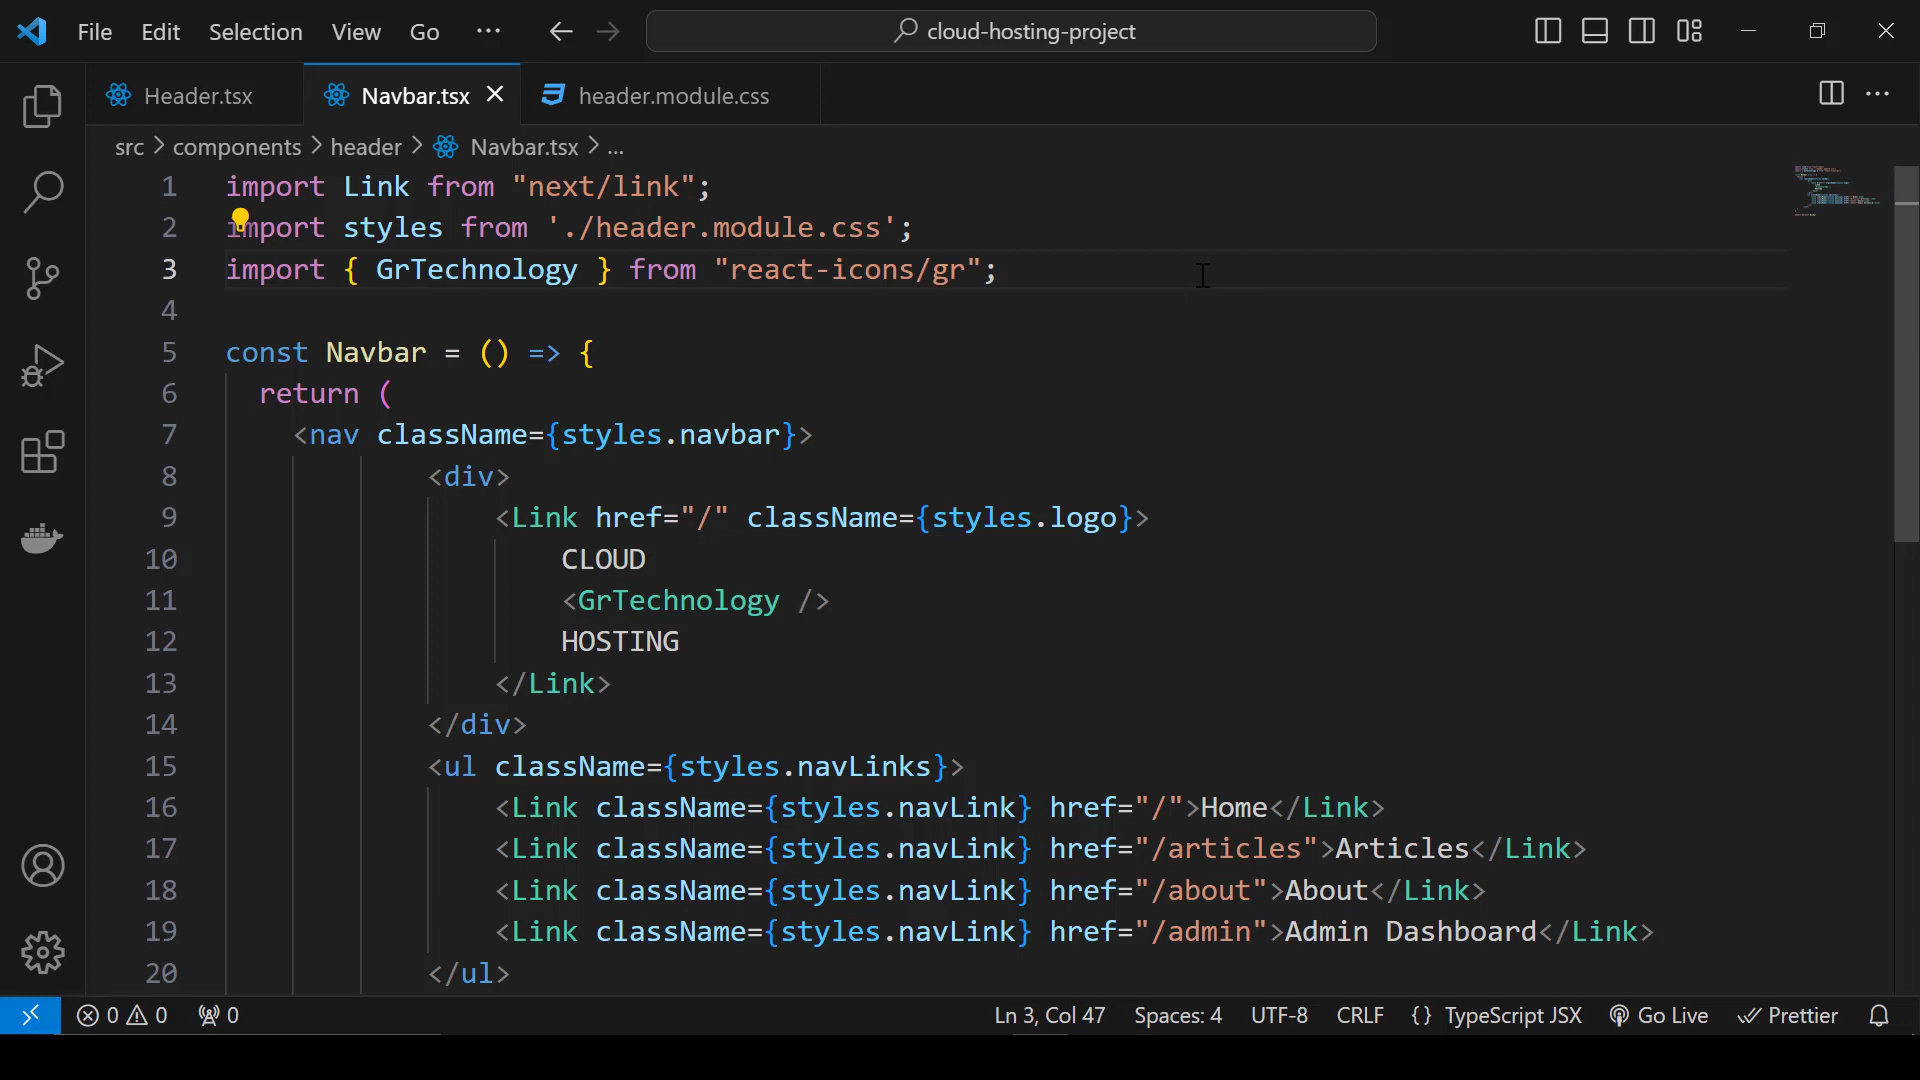 File Edit Selection View Go ··· cloud-hosting-project
Header.tsx Navbar.tsx header.module.css
src > components > header > Navbar.tsx > ...
1 import Link from "next/link";
2 import styles from './header.module.css';
3 import { GrTechnology } from "react-icons/gr";
4
5 const Navbar = () => {
6 return (
7 <nav className={styles.navbar}>
8 <div>
9 <Link href="/" className={styles.logo}>
10 CLOUD
11 <GrTechnology />
12 HOSTING
13 </Link>
14 </div>
15 <ul className={styles.navLinks}>
16 <Link className={styles.navLink} href="/">Home</Link>
17 <Link className={styles.navLink} href="/articles">Articles</Link>
18 <Link className={styles.navLink} href="/about">About</Link>
19 <Link className={styles.navLink} href="/admin">Admin Dashboard</Link>
20 </ul>
0 0 0 Ln 3, Col 47 Spaces: 4 UTF-8 CRLF {} TypeScript JSX Go Live Prettier